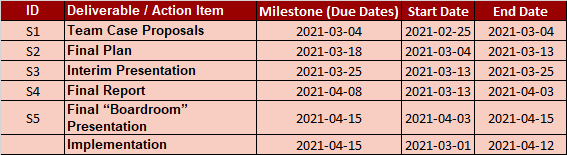 ID Deliverable / Action Item Milestone (Due Dates) Start Date End Date
S1 Team Case Proposals 2021-03-04 2021-02-25 2021-03-04
S2 Final Plan 2021-03-18 2021-03-04 2021-03-13
S3 Interim Presentation 2021-03-25 2021-03-13 2021-03-25
S4 Final Report 2021-04-08 2021-03-13 2021-04-03
S5 Final “Boardroom” Presentation 2021-04-15 2021-04-03 2021-04-15
Implementation 2021-04-15 2021-03-01 2021-04-12